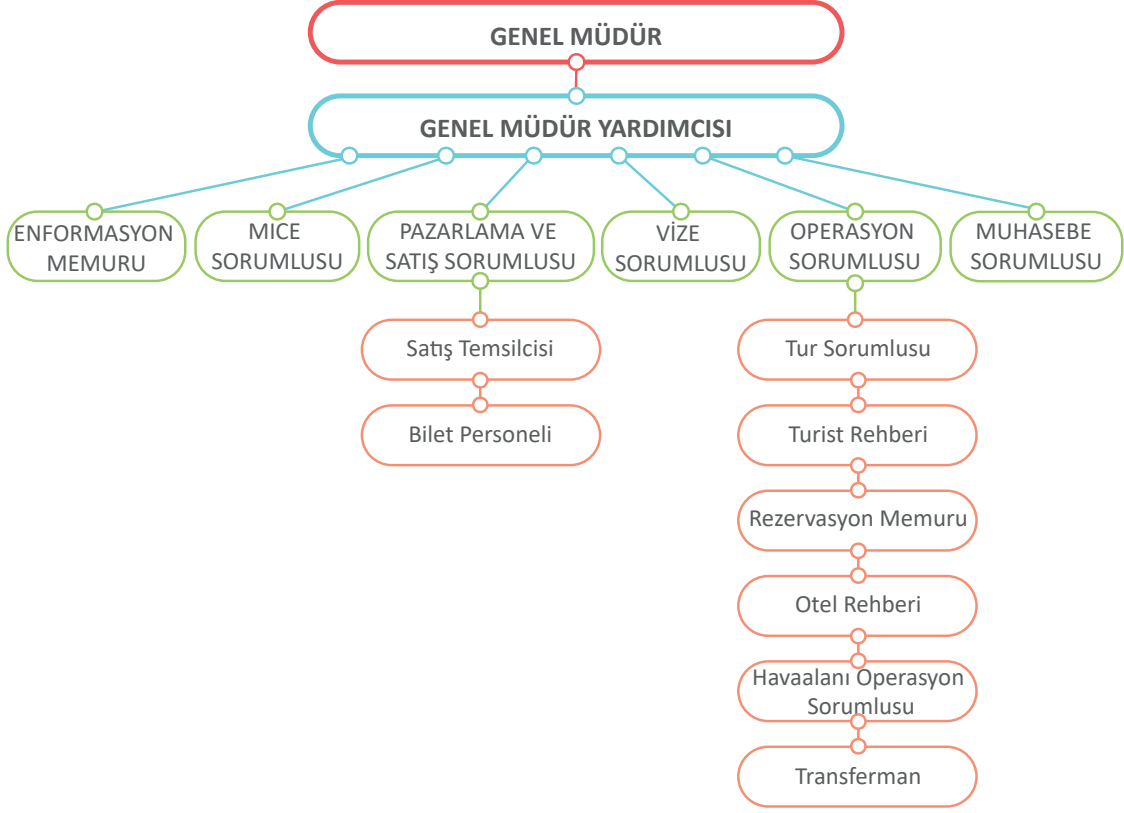 GENEL MÜDÜR
GENEL MÜDÜR YARDIMCISI
ENFORMASYON
MEMURU
MICE
SORUMLUSU
PAZARLAMA VE
SATIŞ SORUMLUSU
VİZE
SORUMLUSU
OPERASYON
SORUMLUSU
MUHASEBE
SORUMLUSU
Satış Temsilcisi
Bilet Personeli
Tur Sorumlusu
Turist Rehberi
Rezervasyon Memuru
Otel Rehberi
Havaalanı Operasyon
Sorumlusu
Transferman